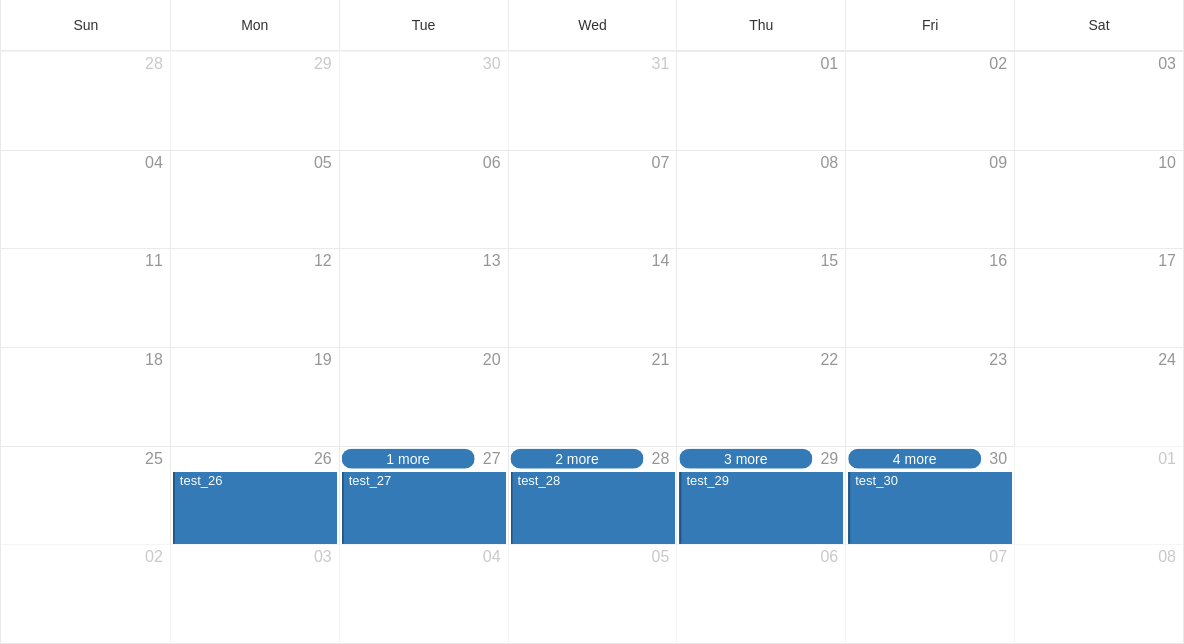 Sun Mon Tue Wed Thu Fri Sat
28 29 30 31 01 02 03
04 05 06 07 08 09 10
11 12 13 14 15 16 17
18 19 20 21 22 23 24
25 26 1 more 27 2 more 28 3 more 29 4 more 30 01
test_26 test_27 test_28 test_29 test_30
02 03 04 05 06 07 08